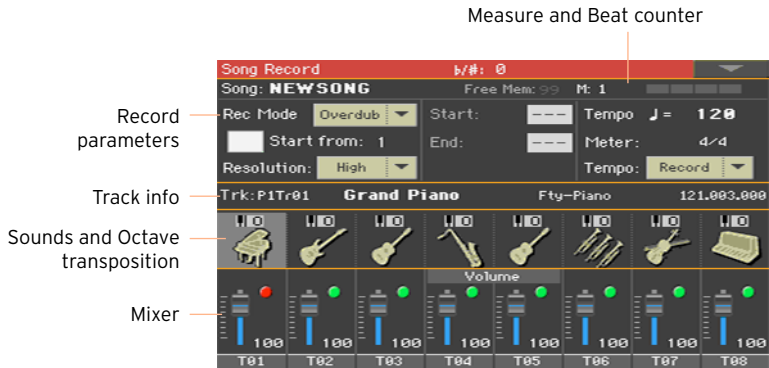 Measure and Beat counter
Song Record ♭/#: 0
Song: NEWSONG Free Mem: 99 M: 1
Record parameters
Rec Mode Overdub Start: --- Tempo ♩= 120
Start from: 1 End: --- Meter: 4/4
Resolution: High Tempo: Record
Track info
Trk: P1Tr01 Grand Piano Fty-Piano 121.003.000
Sounds and Octave transposition
0 0 0 0 0 0 0 0
Volume
Mixer
100 100 100 100 100 100 100 100
T01 T02 T03 T04 T05 T06 T07 T08